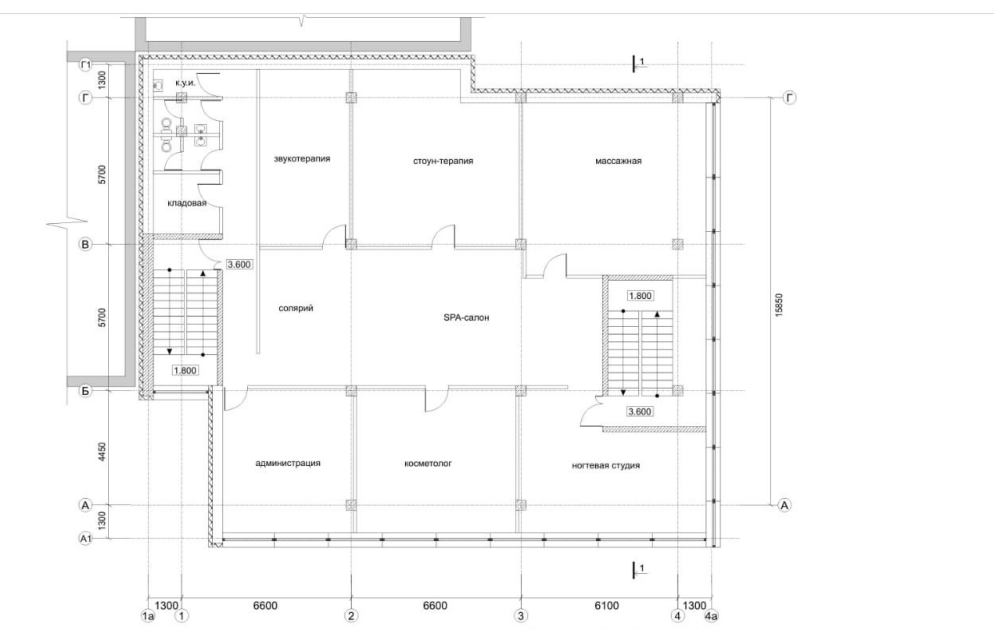 1
Г1
к.у.и.
1300
Г
Г
звукотерапия
стоун-терапия
массажная
5700
кладовая
В
3.600
1.800
15850
солярий
SPA-салон
5700
1.800
Б
3.600
4450
администрация
косметолог
ногтевая студия
А
А
1300
А1
1
1300
6600
6600
6100
1300
1а
1
2
3
4
4а